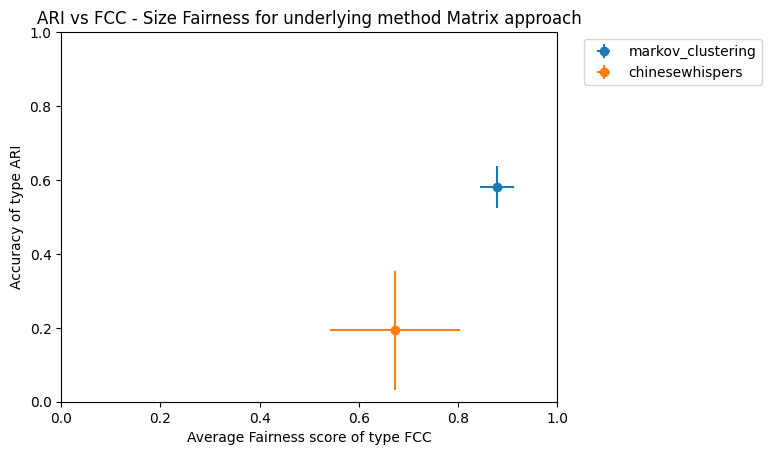 ARI vs FCC - Size Fairness for underlying method Matrix approach
markov_clustering
chinesewhispers
1.0
0.8
0.6
0.4
0.2
0.0
Accuracy of type ARI
0.0 0.2 0.4 0.6 0.8 1.0
Average Fairness score of type FCC